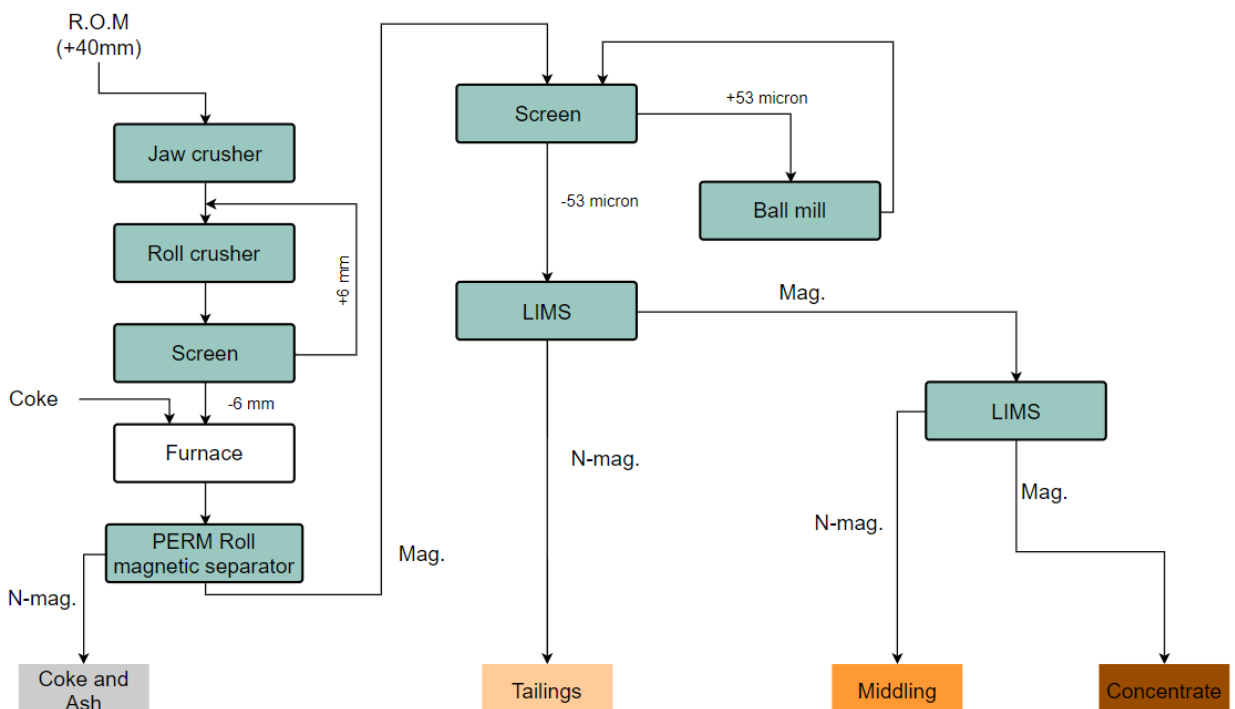 R.O.M
(+40mm)
Jaw crusher
Roll crusher
+6 mm
Screen
Coke
-6 mm
Furnace
PERM Roll
magnetic separator
N-mag.
Mag.
Coke and
Ash
Screen
+53 micron
Ball mill
-53 micron
LIMS
Mag.
N-mag.
Tailings
LIMS
N-mag.
Mag.
Middling
Concentrate